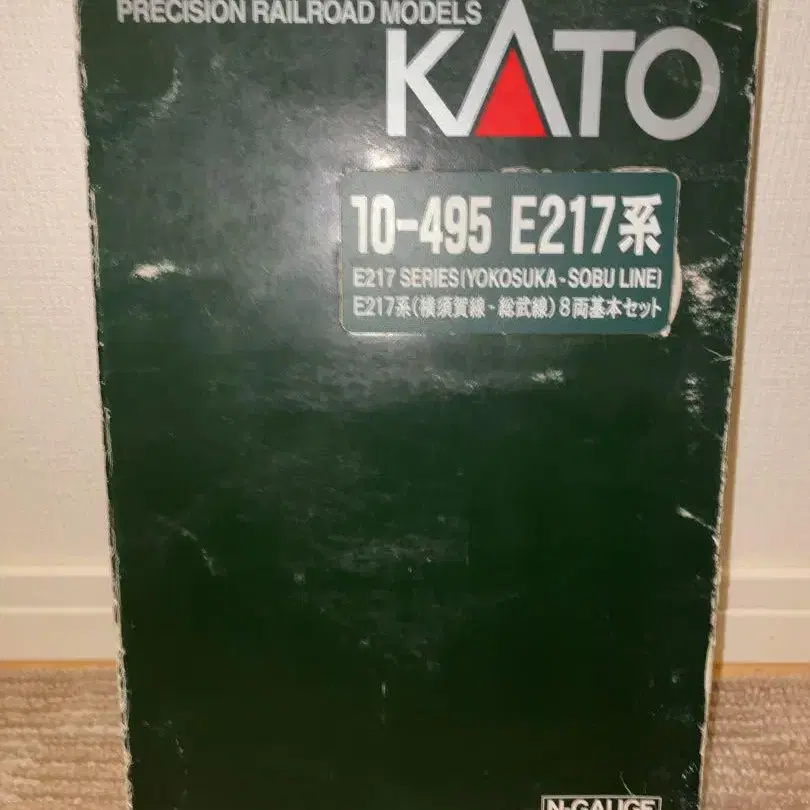 PRECISION RAILROAD MODELS
KATO
10-495 E217系
E217 SERIES(YOKOSUKA-SOBU LINE)
E217系(横須賀線-総武線)8両基本セット
N-GAUGE